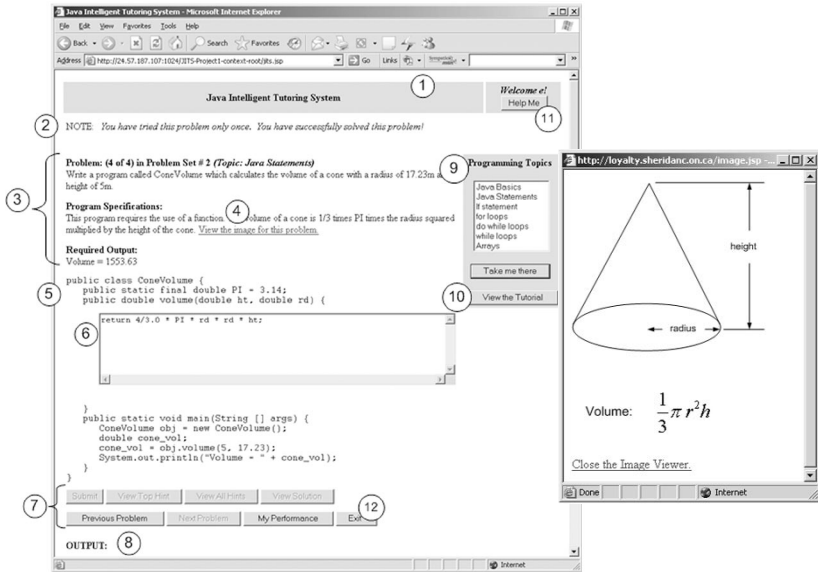 Java Intelligent Tutoring System - Microsoft Internet Explorer
File Edit View Favorites Tools Help
Back Search Favorites
Address http://24.57.187.107:1024/JITS-Project1-context-root/jits.jsp Go Links
1
Java Intelligent Tutoring System
Welcome e!
Help Me
11
2
NOTE: You have tried this problem only once. You have successfully solved this problem!
3
Problem: (4 of 4) in Problem Set # 2 (Topic: Java Statements)
Write a program called ConeVolume which calculates the volume of a cone with a radius of 17.23m a
height of 5m.
Program Specifications:
4
This program requires the use of a function. volume of a cone is 1/3 times PI times the radius squared
multiplied by the height of the cone. View the image for this problem.
Required Output:
Volume = 1553.63
5
public class ConeVolume {
public static final double PI = 3.14;
public double volume(double ht, double rd) {
6
return 4/3.0 * PI * rd * rd * ht;
}
public static void main(String [] args) {
ConeVolume obj = new ConeVolume();
double cone_vol;
cone_vol = obj.volume(5, 17.23);
System.out.println("Volume = " + cone_vol);
}
}
7
Submit View Top Hint View All Hints View Solution
Previous Problem Next Problem My Performance Exit
12
OUTPUT:
8
Internet
9
Programming Topics
Java Basics
Java Statements
If statement
for loops
do while loops
while loops
Arrays
Take me there
10
View the Tutorial
http://loyalty.sheridanc.on.ca/image.jsp -...
height
radius
Volume: 1/3 π r²h
Close the Image Viewer.
Done Internet